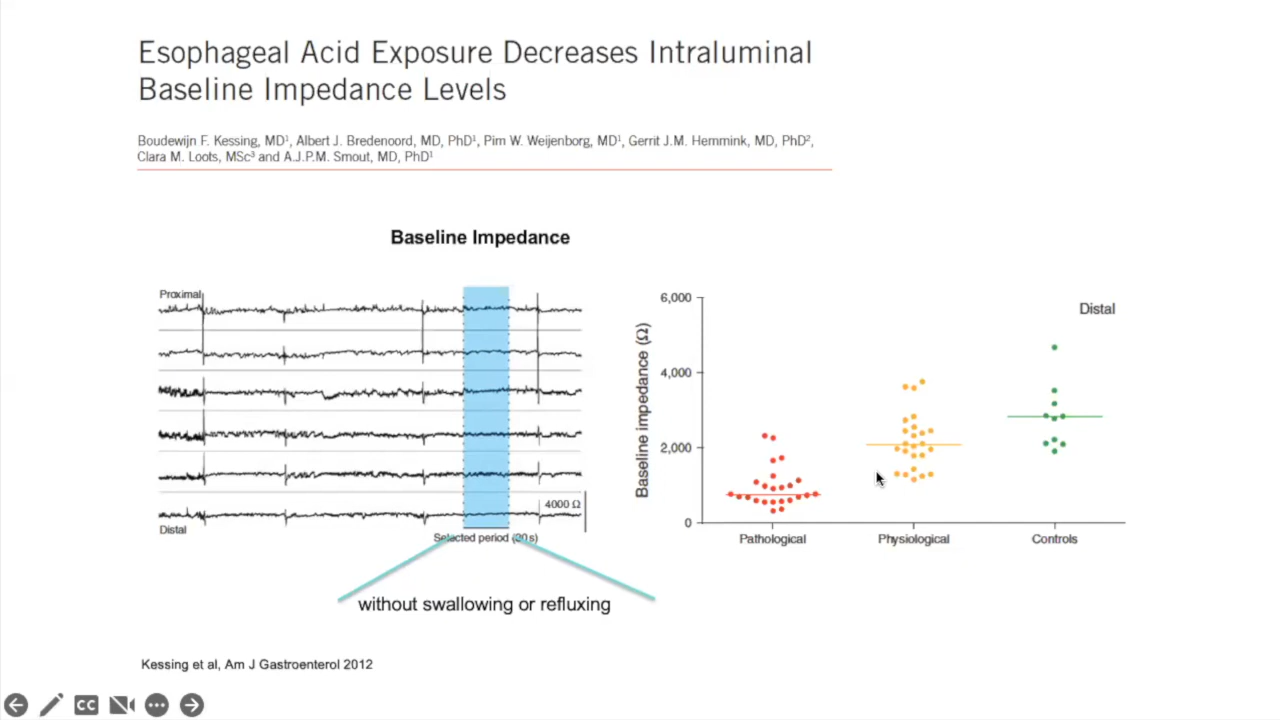 Esophageal Acid Exposure Decreases Intraluminal
Baseline Impedance Levels
Boudewijn F. Kessing, MD¹, Albert J. Bredenoord, MD, PhD¹, Pim W. Weijenborg, MD¹, Gerrit J.M. Hemmink, MD, PhD²,
Clara M. Loots, MSc³ and A.J.P.M. Smout, MD, PhD¹
Baseline Impedance
Proximal
4000 Ω
Distal
Selected period (30s)
without swallowing or refluxing
Baseline impedance (Ω)
6,000
4,000
2,000
0
Distal
Pathological
Physiological
Controls
Kessing et al, Am J Gastroenterol 2012
CC